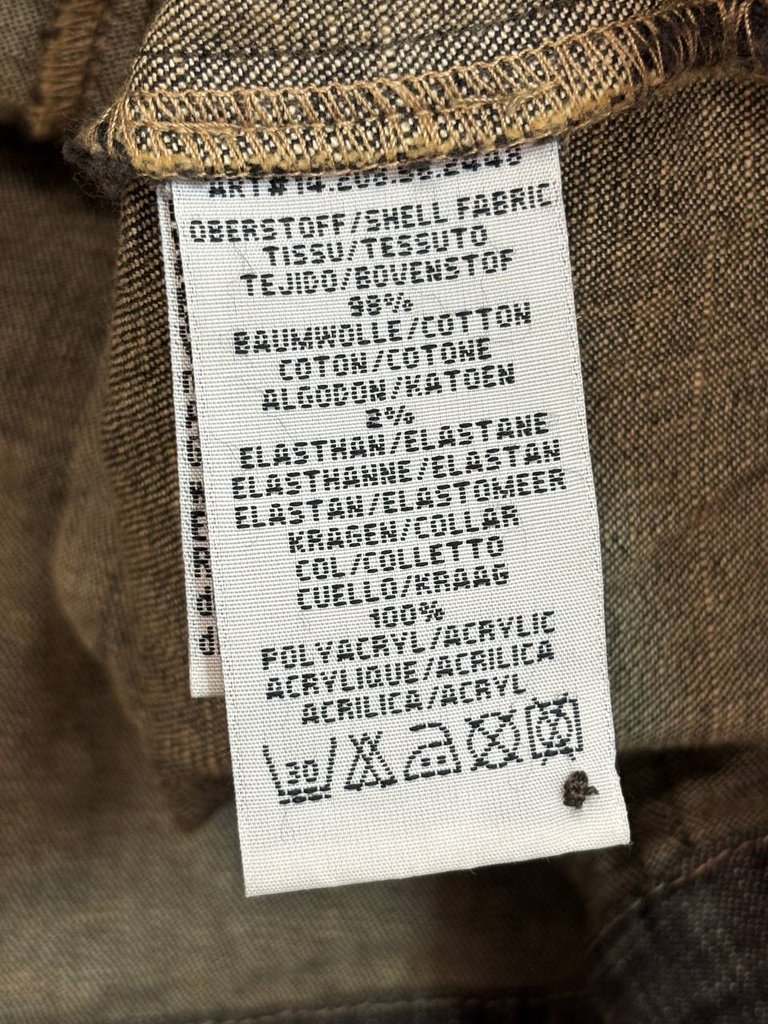 OBERSTOFF/SHELL FABRIC
TISSU/TESSUTO
TEJIDO/BOVENSTOF
98%
BAUMWOLLE/COTTON
COTON/COTONE
ALGODON/KATOEN
2%
ELASTHAN/ELASTANE
ELASTHANNE/ELASTAN
ELASTAN/ELASTOMEER
KRAGEN/COLLAR
COL/COLLETTO
CUELLO/KRAAG
100%
POLYACRYL/ACRYLIC
ACRYLIQUE/ACRILICA
ACRILICA/ACRYL
30